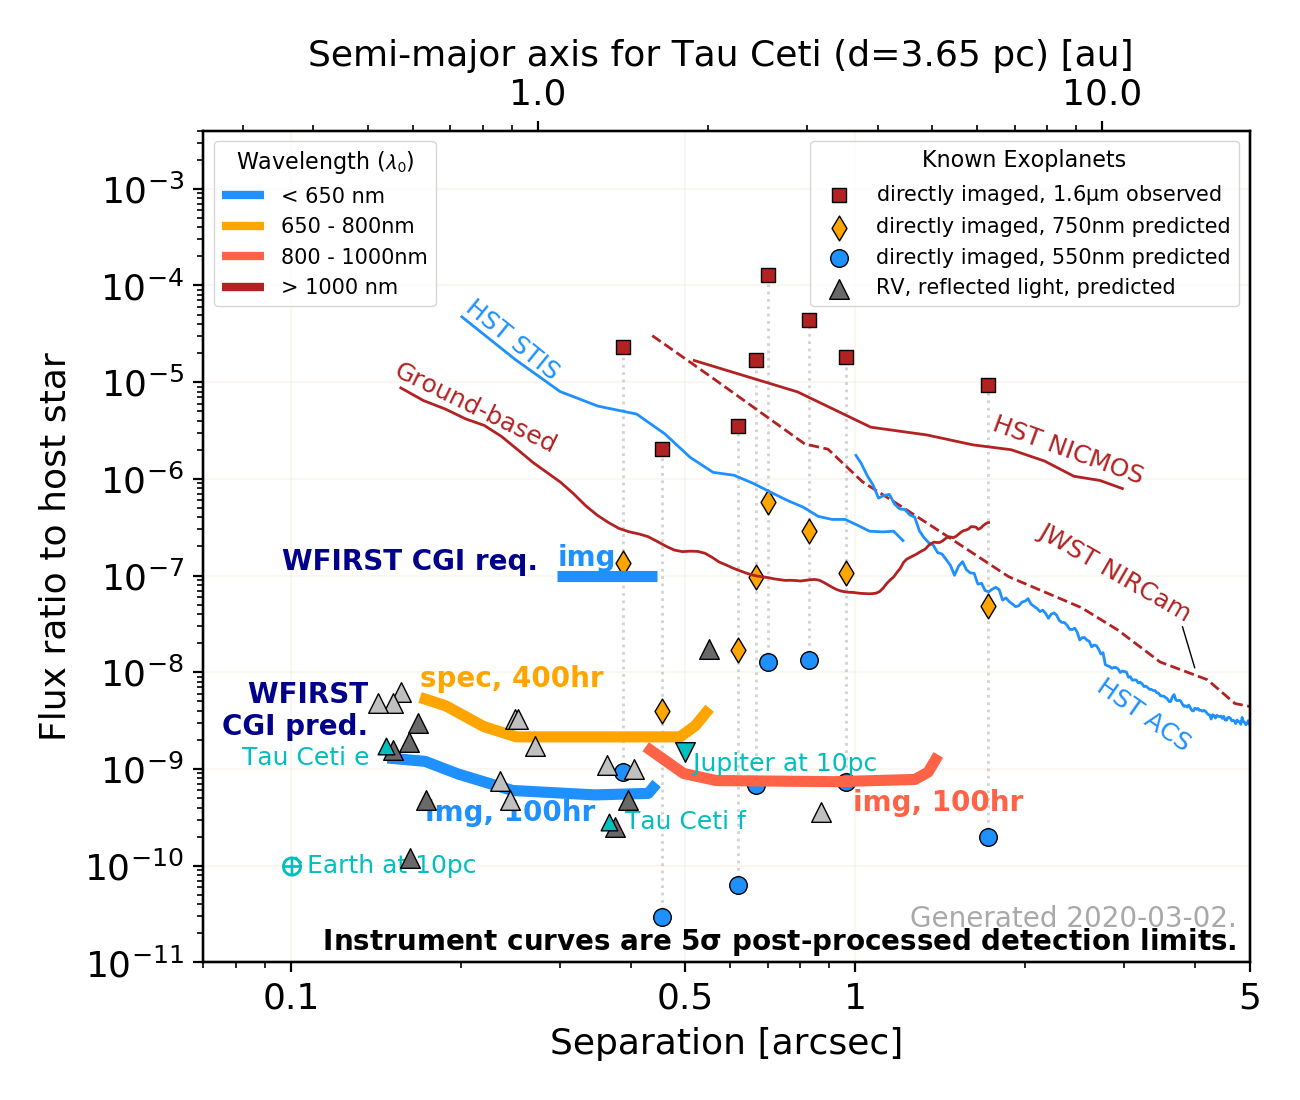 Semi-major axis for Tau Ceti (d=3.65 pc) [au]
1.0 10.0
Wavelength (λ₀)
< 650 nm
650 - 800nm
800 - 1000nm
> 1000 nm
Known Exoplanets
directly imaged, 1.6μm observed
directly imaged, 750nm predicted
directly imaged, 550nm predicted
RV, reflected light, predicted
Flux ratio to host star
10⁻³
10⁻⁴
10⁻⁵
10⁻⁶
10⁻⁷
10⁻⁸
10⁻⁹
10⁻¹⁰
10⁻¹¹
HST STIS
Ground-based
HST NICMOS
JWST NIRCam
HST ACS
WFIRST CGI req.
img
spec, 400hr
WFIRST
CGI pred.
Tau Ceti e
Jupiter at 10pc
img, 100hr
img, 100hr
Tau Ceti f
Earth at 10pc
Generated 2020-03-02.
Instrument curves are 5σ post-processed detection limits.
0.1 0.5 1 5
Separation [arcsec]